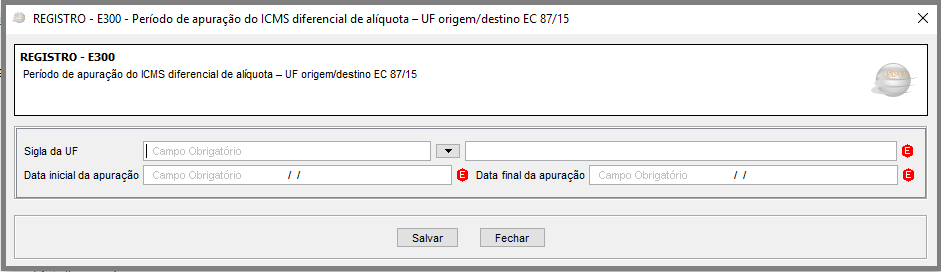 REGISTRO - E300 - Período de apuração do ICMS diferencial de alíquota – UF origem/destino EC 87/15
REGISTRO - E300
Período de apuração do ICMS diferencial de alíquota – UF origem/destino EC 87/15
Sigla da UF Campo Obrigatório E
Data inicial da apuração Campo Obrigatório / / E Data final da apuração Campo Obrigatório / / E
Salvar Fechar